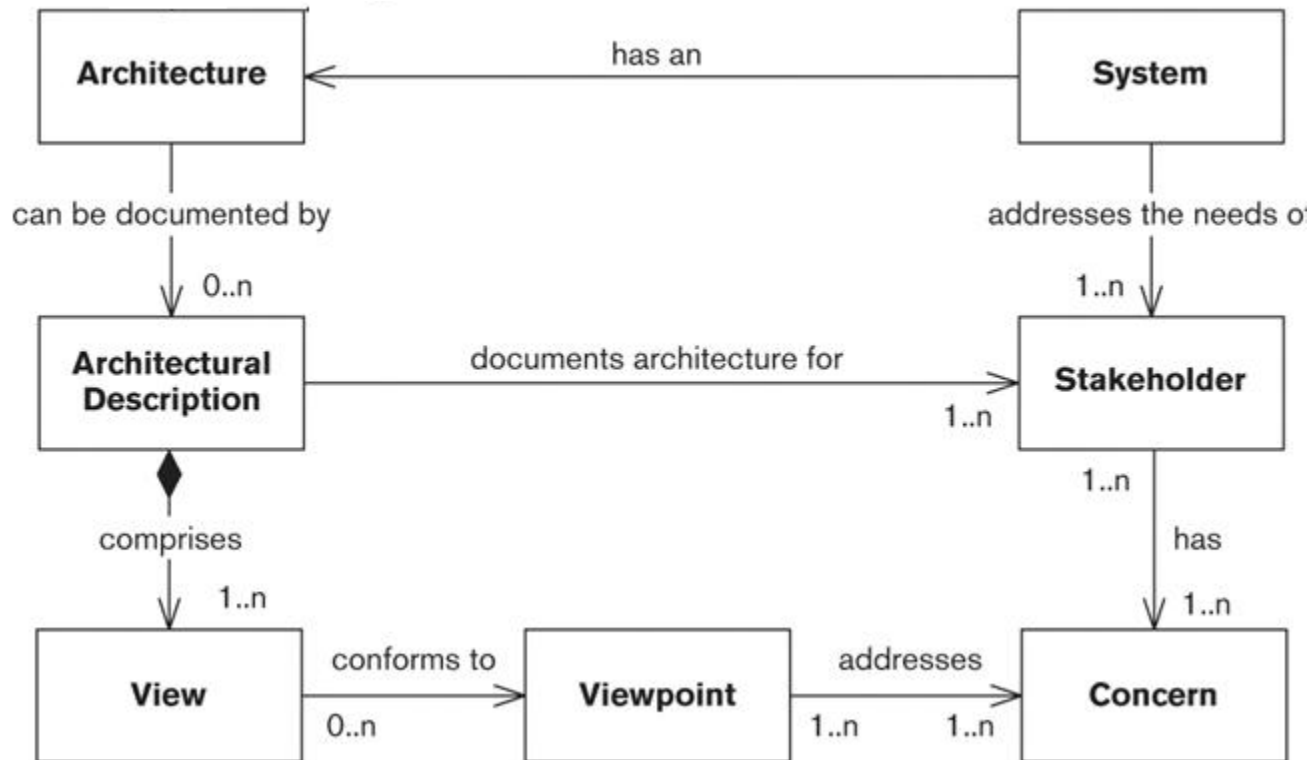 has an
Architecture
System
can be documented by
addresses the needs of
0..n
1..n
Architectural
Description
documents architecture for
Stakeholder
1..n
1..n
comprises
has
1..n
1..n
conforms to
addresses
View
Viewpoint
Concern
0..n
1..n
1..n